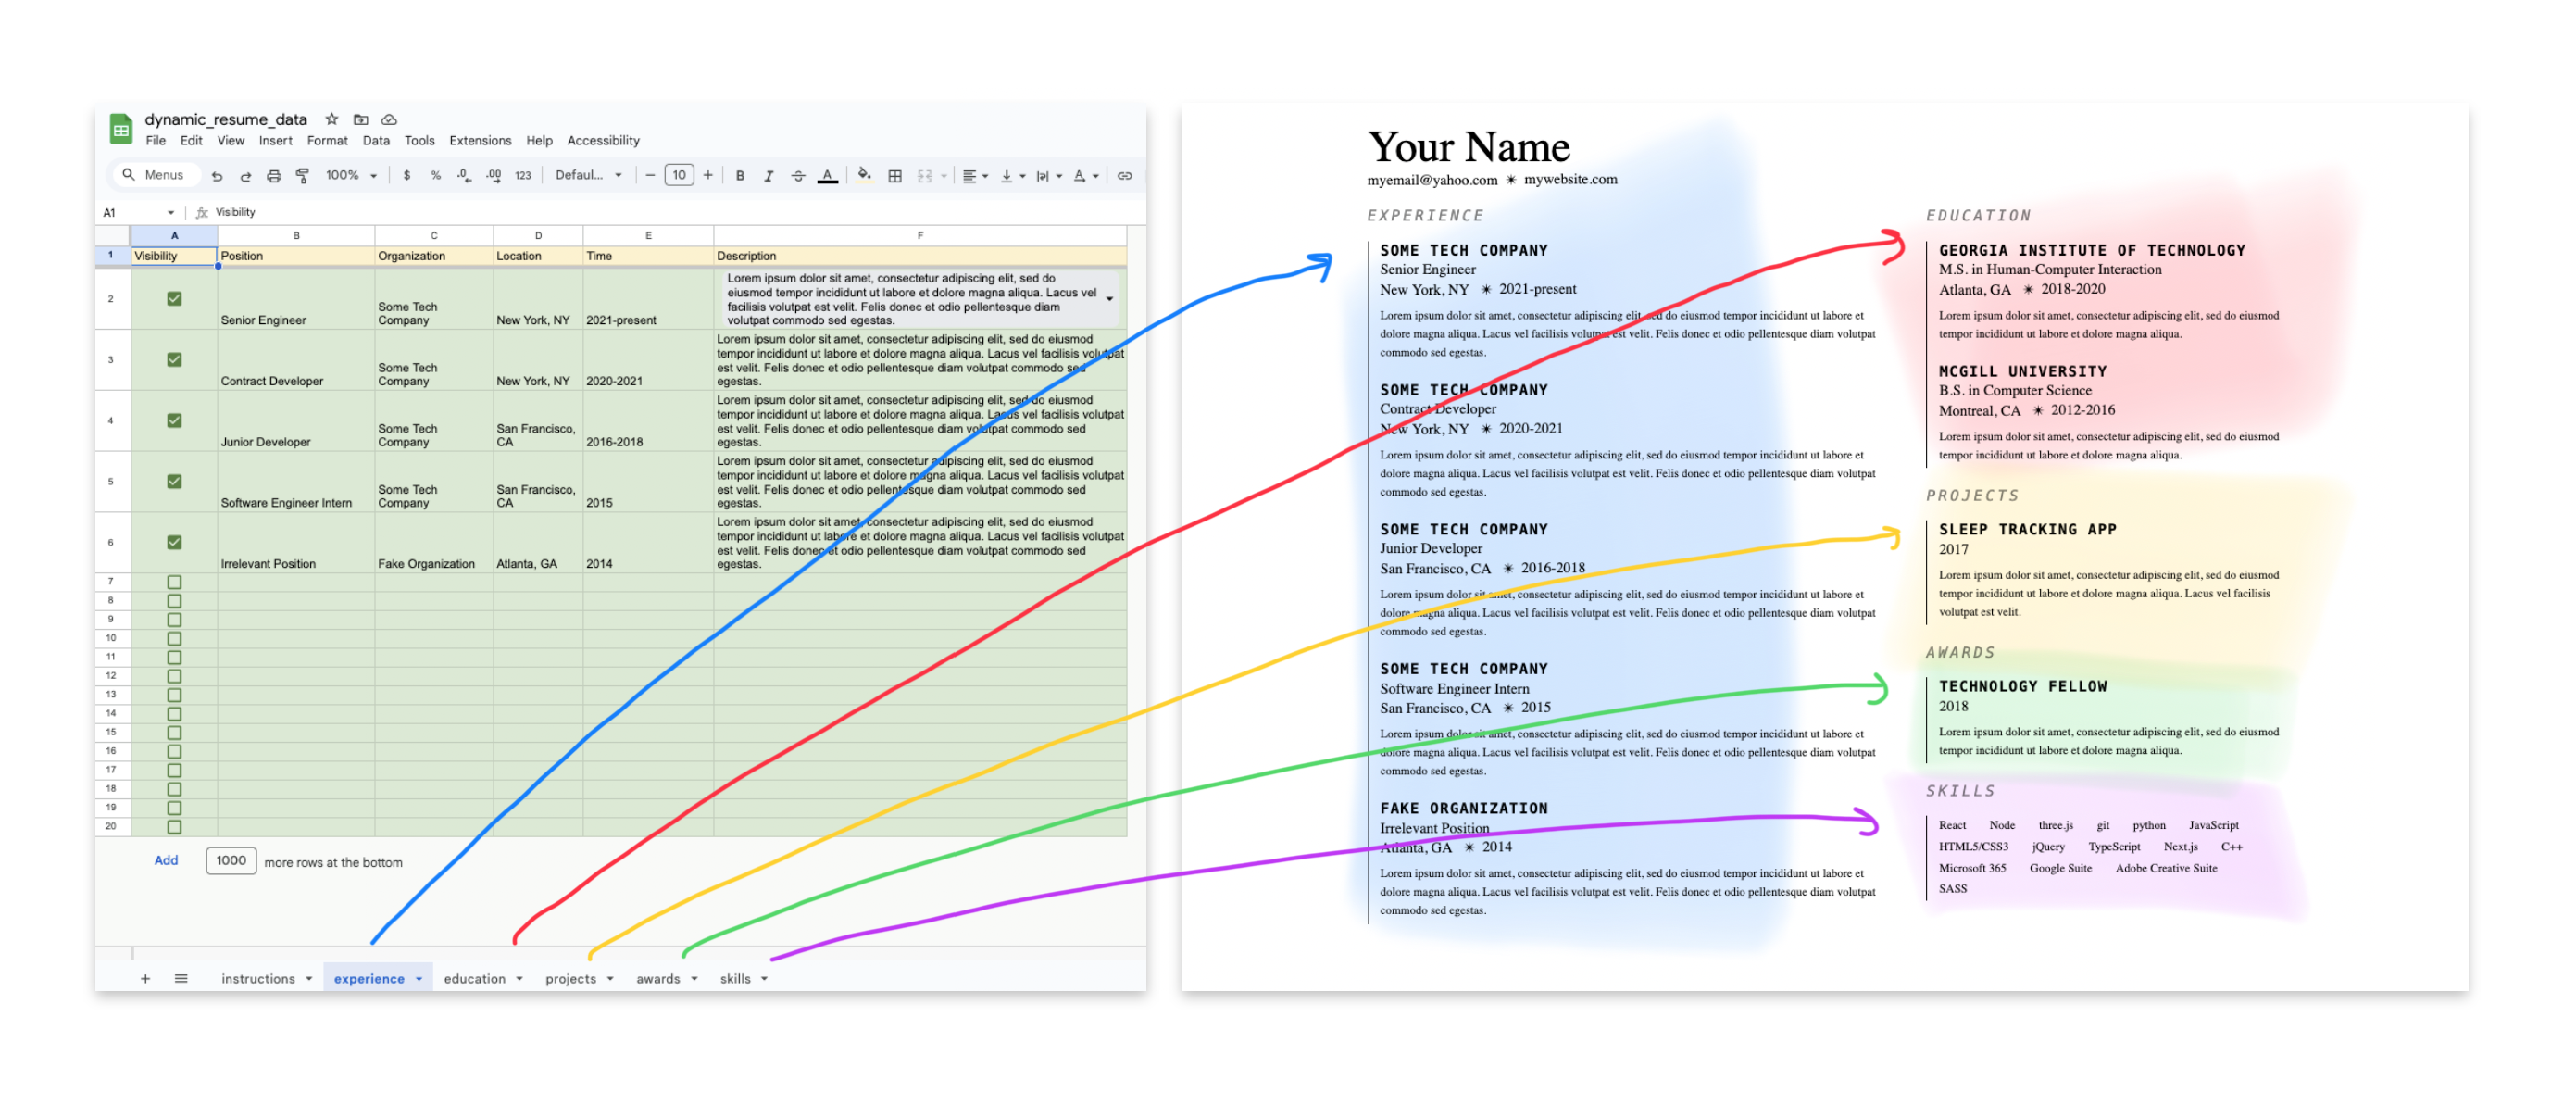 dynamic_resume_data
File Edit View Insert Format Data Tools Extensions Help Accessibility
Menus 100% $ % .0 .00 123 Defaul... − 10 + B I A
A1 fx Visibility
A B C D E F
1 Visibility Position Organization Location Time Description
2 Senior Engineer Some Tech Company New York, NY 2021-present
Lorem ipsum dolor sit amet, consectetur adipiscing elit, sed do
eiusmod tempor incididunt ut labore et dolore magna aliqua. Lacus vel
facilisis volutpat est velit. Felis donec et odio pellentesque diam
volutpat commodo sed egestas.
3 Contract Developer Some Tech Company New York, NY 2020-2021
Lorem ipsum dolor sit amet, consectetur adipiscing elit, sed do eiusmod
tempor incididunt ut labore et dolore magna aliqua. Lacus vel facilisis volutpat
est velit. Felis donec et odio pellentesque diam volutpat commodo sed
egestas.
4 Junior Developer Some Tech Company San Francisco, CA 2016-2018
Lorem ipsum dolor sit amet, consectetur adipiscing elit, sed do eiusmod
tempor incididunt ut labore et dolore magna aliqua. Lacus vel facilisis volutpat
est velit. Felis donec et odio pellentesque diam volutpat commodo sed
egestas.
5 Software Engineer Intern Some Tech Company San Francisco, CA 2015
Lorem ipsum dolor sit amet, consectetur adipiscing elit, sed do eiusmod
tempor incididunt ut labore et dolore magna aliqua. Lacus vel facilisis volutpat
est velit. Felis donec et odio pellentesque diam volutpat commodo sed
egestas.
6 Irrelevant Position Fake Organization Atlanta, GA 2014
Lorem ipsum dolor sit amet, consectetur adipiscing elit, sed do eiusmod
tempor incididunt ut labore et dolore magna aliqua. Lacus vel facilisis volutpat
est velit. Felis donec et odio pellentesque diam volutpat commodo sed
egestas.
7
8
9
10
11
12
13
14
15
16
17
18
19
20
Add 1000 more rows at the bottom
+ instructions experience education projects awards skills
Your Name
myemail@yahoo.com ✴ mywebsite.com
EXPERIENCE
SOME TECH COMPANY
Senior Engineer
New York, NY ✴ 2021-present
Lorem ipsum dolor sit amet, consectetur adipiscing elit, sed do eiusmod tempor incididunt ut labore et
dolore magna aliqua. Lacus vel facilisis volutpat est velit. Felis donec et odio pellentesque diam volutpat
commodo sed egestas.
SOME TECH COMPANY
Contract Developer
New York, NY ✴ 2020-2021
Lorem ipsum dolor sit amet, consectetur adipiscing elit, sed do eiusmod tempor incididunt ut labore et
dolore magna aliqua. Lacus vel facilisis volutpat est velit. Felis donec et odio pellentesque diam volutpat
commodo sed egestas.
SOME TECH COMPANY
Junior Developer
San Francisco, CA ✴ 2016-2018
Lorem ipsum dolor sit amet, consectetur adipiscing elit, sed do eiusmod tempor incididunt ut labore et
dolore magna aliqua. Lacus vel facilisis volutpat est velit. Felis donec et odio pellentesque diam volutpat
commodo sed egestas.
SOME TECH COMPANY
Software Engineer Intern
San Francisco, CA ✴ 2015
Lorem ipsum dolor sit amet, consectetur adipiscing elit, sed do eiusmod tempor incididunt ut labore et
dolore magna aliqua. Lacus vel facilisis volutpat est velit. Felis donec et odio pellentesque diam volutpat
commodo sed egestas.
FAKE ORGANIZATION
Irrelevant Position
Atlanta, GA ✴ 2014
Lorem ipsum dolor sit amet, consectetur adipiscing elit, sed do eiusmod tempor incididunt ut labore et
dolore magna aliqua. Lacus vel facilisis volutpat est velit. Felis donec et odio pellentesque diam volutpat
commodo sed egestas.
EDUCATION
GEORGIA INSTITUTE OF TECHNOLOGY
M.S. in Human-Computer Interaction
Atlanta, GA ✴ 2018-2020
Lorem ipsum dolor sit amet, consectetur adipiscing elit, sed do eiusmod
tempor incididunt ut labore et dolore magna aliqua.
MCGILL UNIVERSITY
B.S. in Computer Science
Montreal, CA ✴ 2012-2016
Lorem ipsum dolor sit amet, consectetur adipiscing elit, sed do eiusmod
tempor incididunt ut labore et dolore magna aliqua.
PROJECTS
SLEEP TRACKING APP
2017
Lorem ipsum dolor sit amet, consectetur adipiscing elit, sed do eiusmod
tempor incididunt ut labore et dolore magna aliqua. Lacus vel facilisis
volutpat est velit.
AWARDS
TECHNOLOGY FELLOW
2018
Lorem ipsum dolor sit amet, consectetur adipiscing elit, sed do eiusmod
tempor incididunt ut labore et dolore magna aliqua.
SKILLS
React Node three.js git python JavaScript
HTML5/CSS3 jQuery TypeScript Next.js C++
Microsoft 365 Google Suite Adobe Creative Suite
SASS